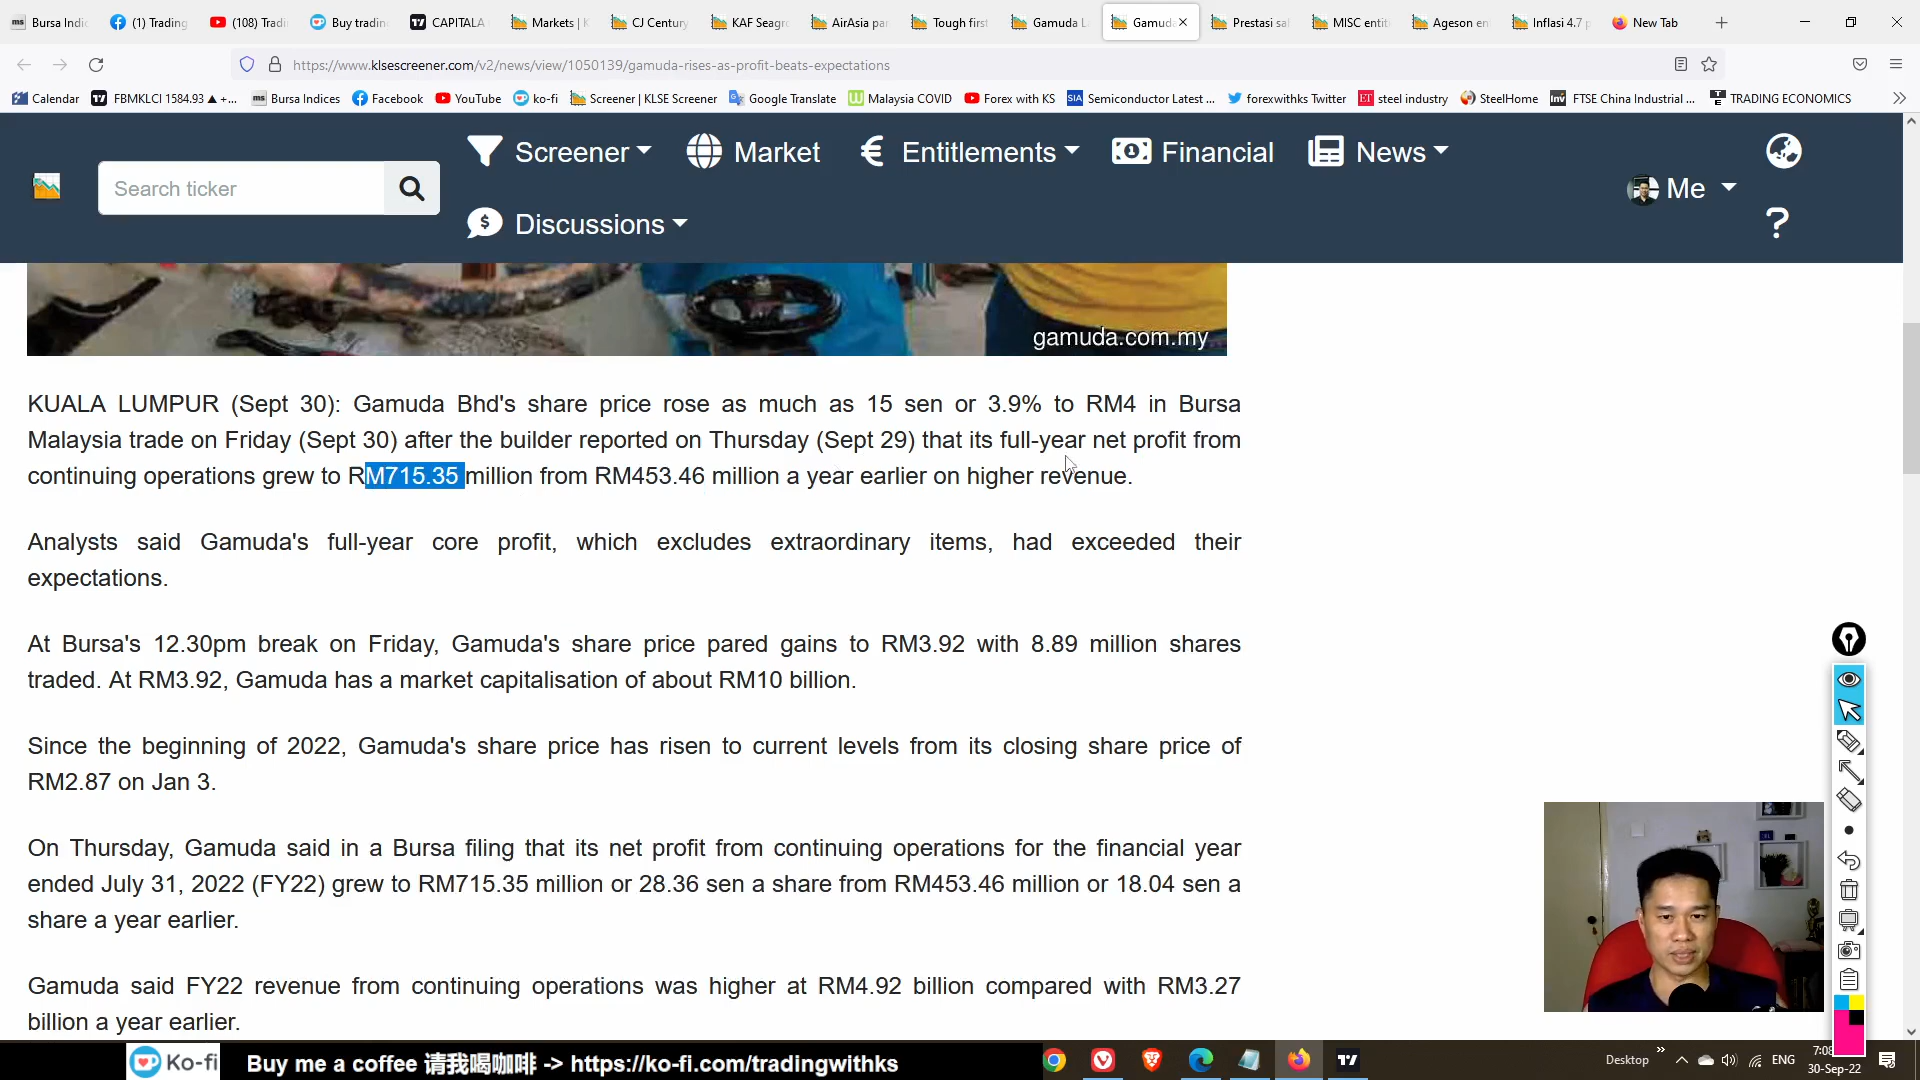 Bursa Indic
(1) Trading
(108) Tradi
Buy tradin
CAPITALA
Markets | K
CJ Century
KAF Seagro
AirAsia par
Tough first
Gamuda L
Gamuda
Prestasi sa
MISC entit
Ageson en
Inflasi 4.7 p
New Tab
https://www.klsescreener.com/v2/news/view/1050139/gamuda-rises-as-profit-beats-expectations
Calendar
FBMKLCI 1584.93 ▲ +...
Bursa Indices
Facebook
YouTube
ko-fi
Screener | KLSE Screener
Google Translate
Malaysia COVID
Forex with KS
Semiconductor Latest ...
forexwithks Twitter
steel industry
SteelHome
FTSE China Industrial ...
TRADING ECONOMICS
Search ticker
Screener
Market
Entitlements
Financial
News
Discussions
Me
gamuda.com.my
KUALA LUMPUR (Sept 30): Gamuda Bhd's share price rose as much as 15 sen or 3.9% to RM4 in Bursa
Malaysia trade on Friday (Sept 30) after the builder reported on Thursday (Sept 29) that its full-year net profit from
continuing operations grew to RM715.35 million from RM453.46 million a year earlier on higher revenue.
Analysts said Gamuda's full-year core profit, which excludes extraordinary items, had exceeded their
expectations.
At Bursa's 12.30pm break on Friday, Gamuda's share price pared gains to RM3.92 with 8.89 million shares
traded. At RM3.92, Gamuda has a market capitalisation of about RM10 billion.
Since the beginning of 2022, Gamuda's share price has risen to current levels from its closing share price of
RM2.87 on Jan 3.
On Thursday, Gamuda said in a Bursa filing that its net profit from continuing operations for the financial year
ended July 31, 2022 (FY22) grew to RM715.35 million or 28.36 sen a share from RM453.46 million or 18.04 sen a
share a year earlier.
Gamuda said FY22 revenue from continuing operations was higher at RM4.92 billion compared with RM3.27
billion a year earlier.
Ko-fi
Buy me a coffee 请我喝咖啡 -> https://ko-fi.com/tradingwithks
Desktop
ENG
7:08
30-Sep-22